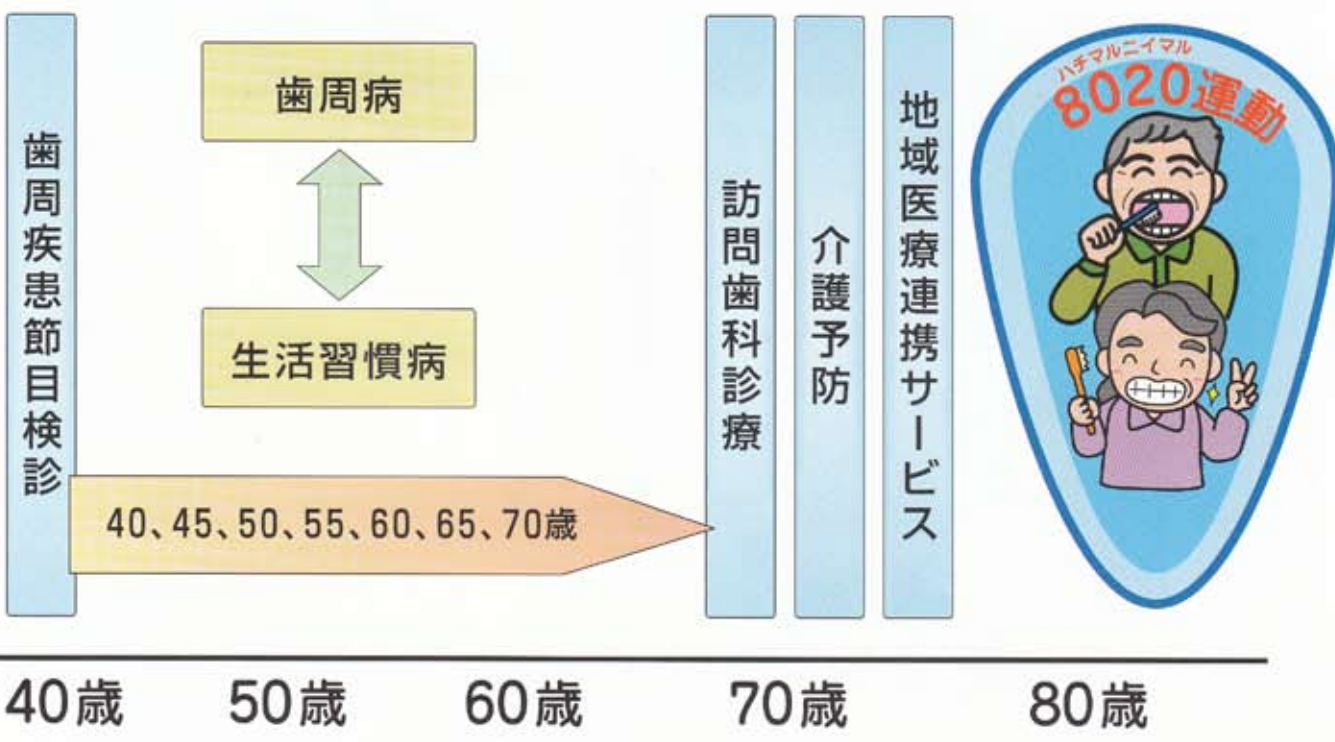 歯周疾患節目検診
歯周病
生活習慣病
40、45、50、55、60、65、70歳
訪問歯科診療
介護予防
地域医療連携サービス
ハチマルニイマル
8020運動
40歳
50歳
60歳
70歳
80歳